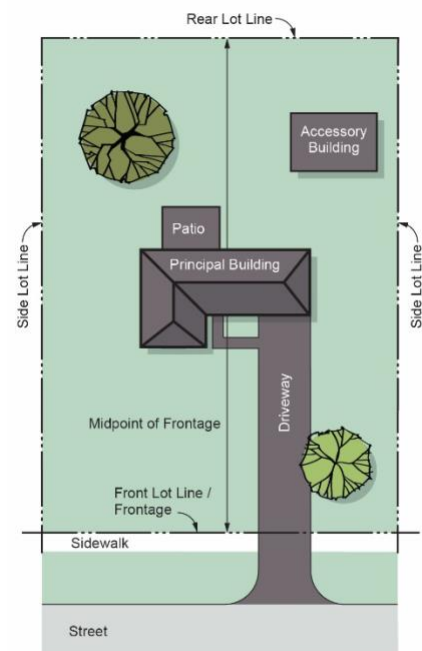 Rear Lot Line
Accessory
Building
Side Lot Line
Side Lot Line
Patio
Principal Building
Driveway
Midpoint of Frontage
Front Lot Line /
Frontage
Sidewalk
Street